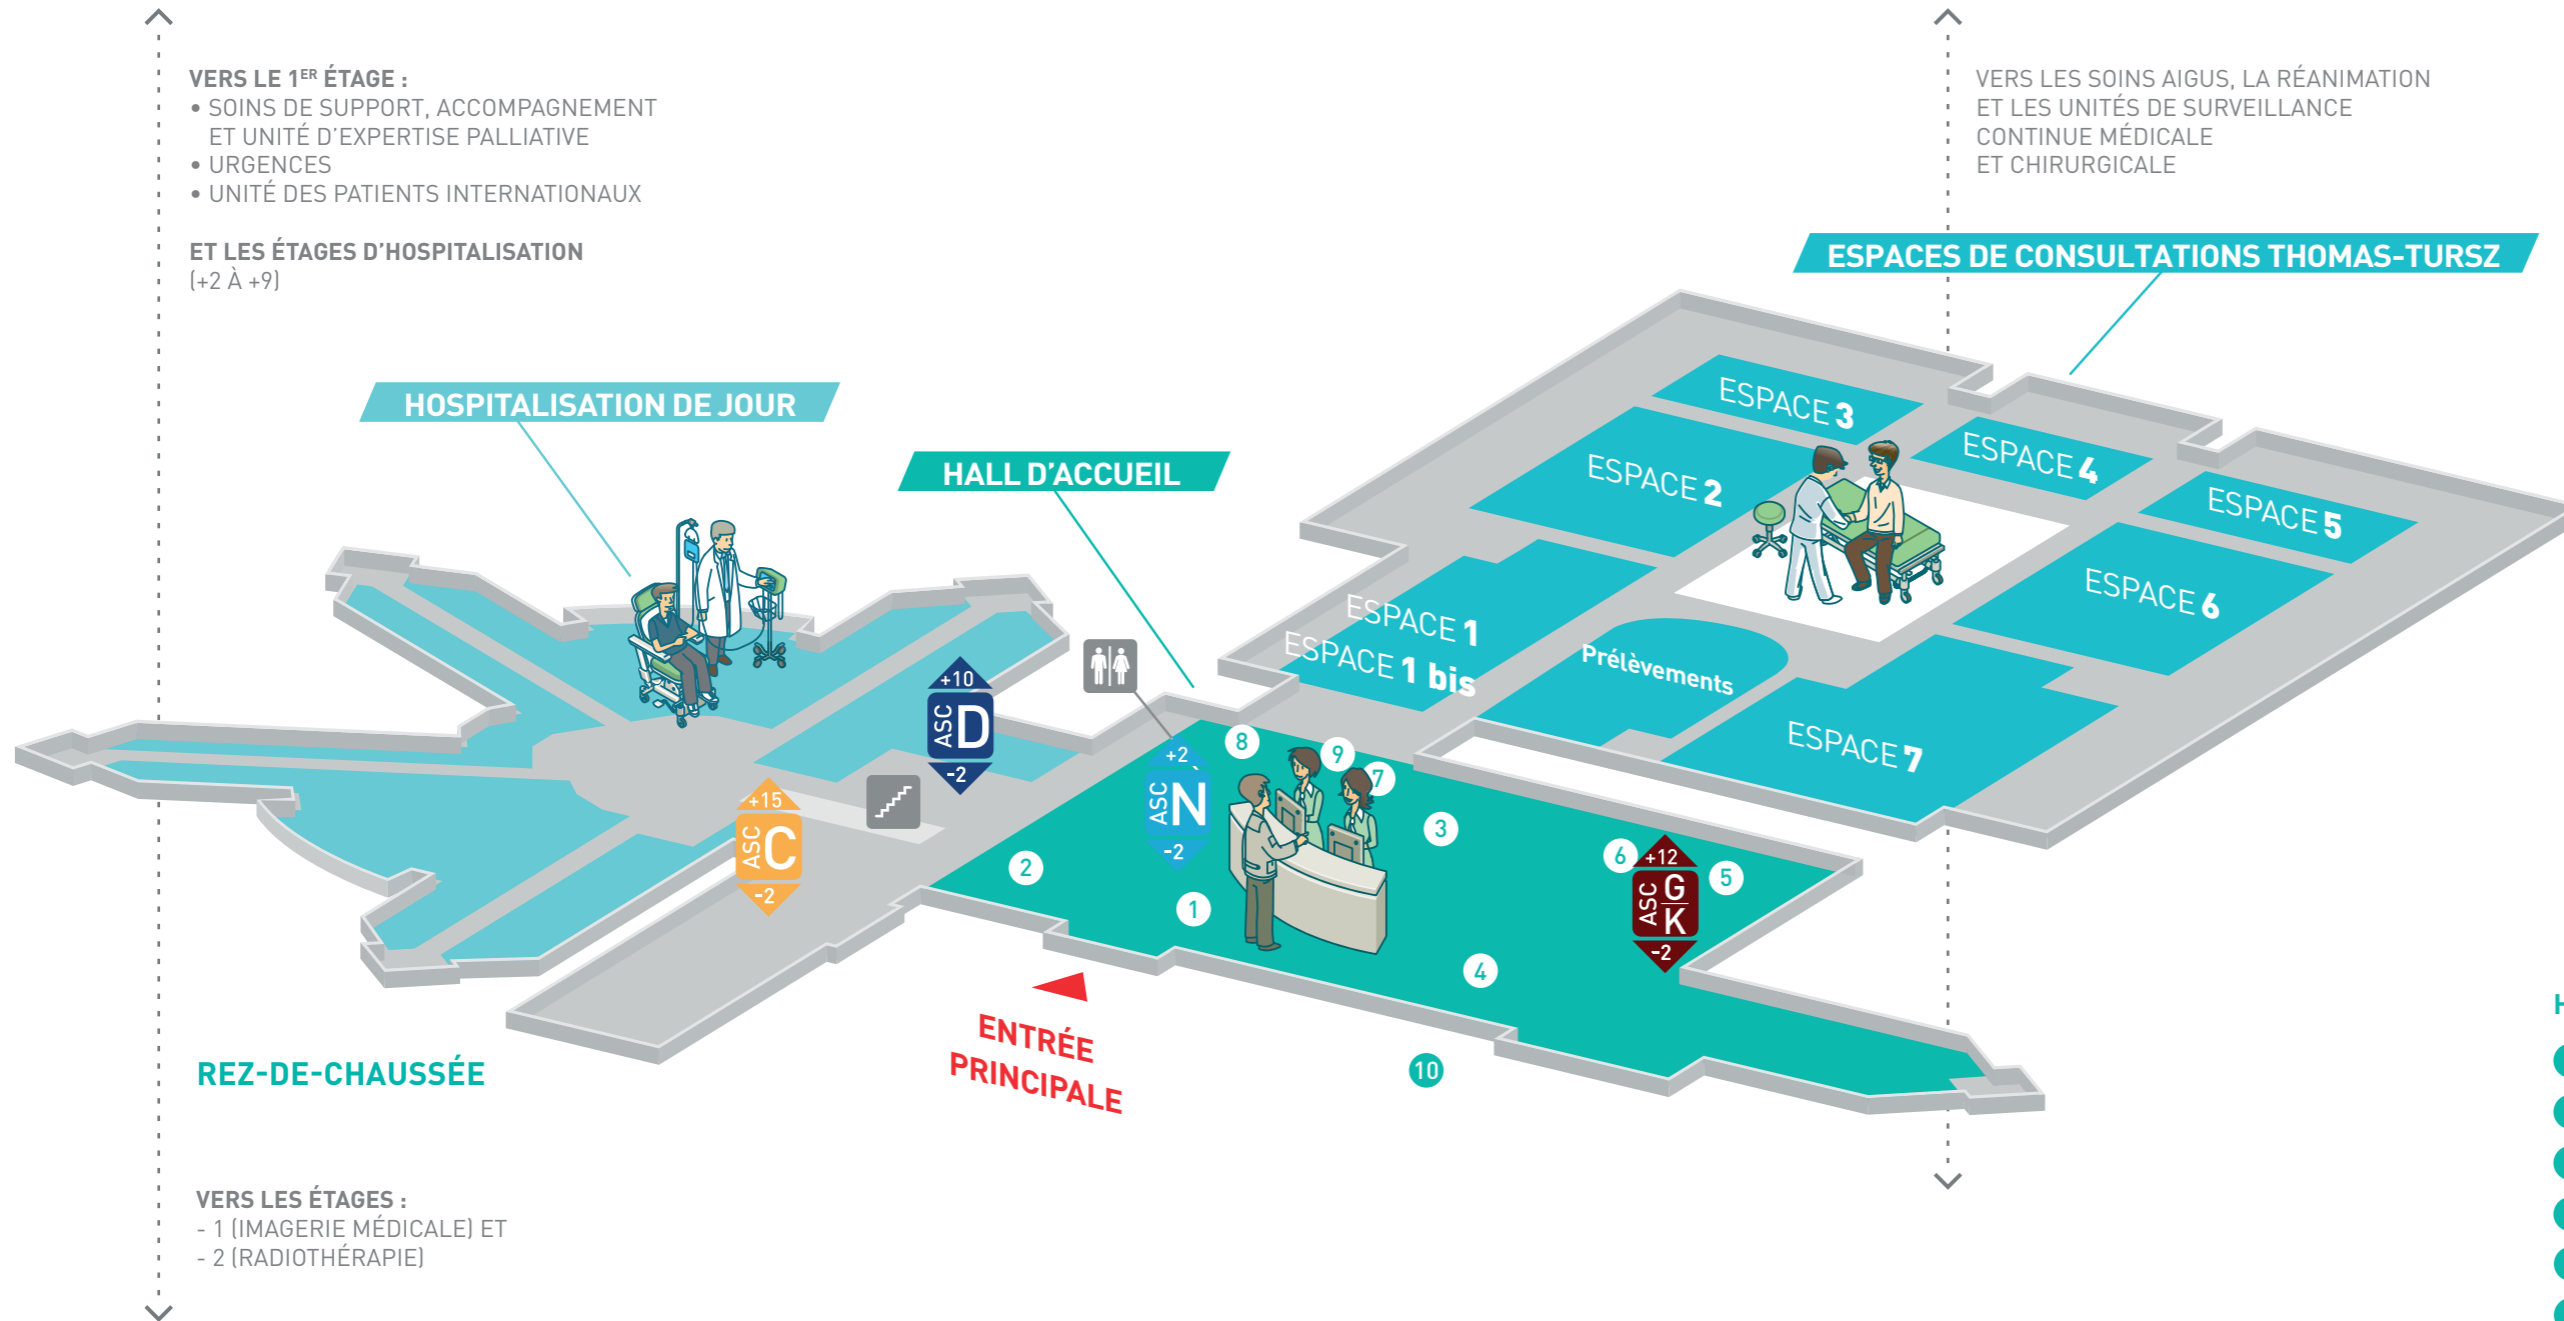 VERS LE 1ER ÉTAGE :
• SOINS DE SUPPORT, ACCOMPAGNEMENT
ET UNITÉ D'EXPERTISE PALLIATIVE
• URGENCES
• UNITÉ DES PATIENTS INTERNATIONAUX
ET LES ÉTAGES D'HOSPITALISATION
(+2 À +9)
VERS LES SOINS AIGUS, LA RÉANIMATION
ET LES UNITÉS DE SURVEILLANCE
CONTINUE MÉDICALE
ET CHIRURGICALE
ESPACES DE CONSULTATIONS THOMAS-TURSZ
HOSPITALISATION DE JOUR
HALL D'ACCUEIL
ESPACE 3
ESPACE 2
ESPACE 4
ESPACE 5
ESPACE 1
ESPACE 1 bis
ESPACE 6
Prélèvements
ESPACE 7
+10
ASC D
-2
+15
ASC C
-2
+2
ASC N
-2
+12
ASC G
K
-2
8
9
7
3
2
1
6
5
4
10
ENTRÉE
PRINCIPALE
REZ-DE-CHAUSSÉE
VERS LES ÉTAGES :
- 1 (IMAGERIE MÉDICALE) ET
- 2 (RADIOTHÉRAPIE)